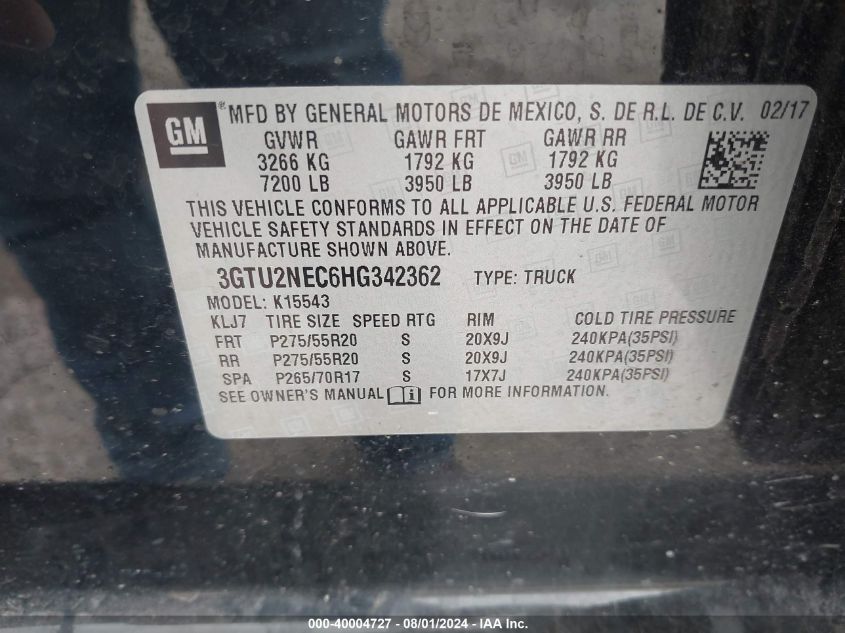 GM ® MFD BY GENERAL MOTORS DE MEXICO, S. DE R.L. DE C.V. 02/17
GVWR GAWR FRT GAWR RR
3266 KG 1792 KG 1792 KG
7200 LB 3950 LB 3950 LB
THIS VEHICLE CONFORMS TO ALL APPLICABLE U.S. FEDERAL MOTOR
VEHICLE SAFETY STANDARDS IN EFFECT ON THE DATE OF
MANUFACTURE SHOWN ABOVE.
3GTU2NEC6HG342362 TYPE: TRUCK
MODEL: K15543
KLJ7 TIRE SIZE SPEED RTG RIM COLD TIRE PRESSURE
FRT P275/55R20 S 20X9J 240KPA(35PSI)
RR P275/55R20 S 20X9J 240KPA(35PSI)
SPA P265/70R17 S 17X7J 240KPA(35PSI)
SEE OWNER'S MANUAL i FOR MORE INFORMATION.
000-40004727 - 08/01/2024 - IAA Inc.